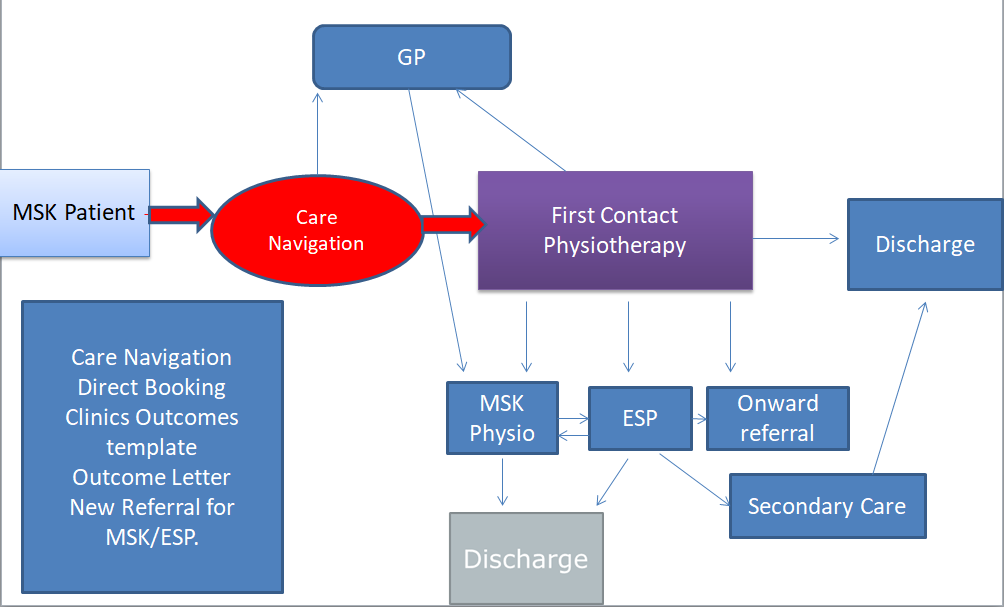 GP
MSK Patient
Care
Navigation
First Contact
Physiotherapy
Discharge
Care Navigation
Direct Booking
Clinics Outcomes
template
Outcome Letter
New Referral for
MSK/ESP.
MSK
Physio
ESP
Onward
referral
Secondary Care
Discharge